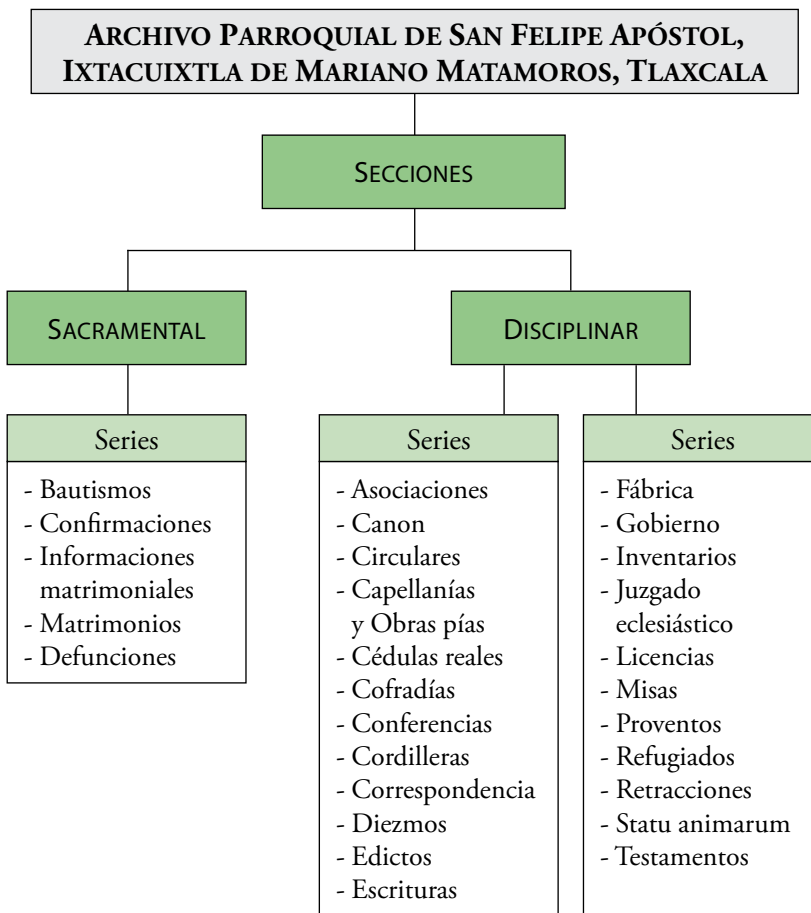 ARCHIVO PARROQUIAL DE SAN FELIPE APÓSTOL,
IXTACUIXTLA DE MARIANO MATAMOROS, TLAXCALA
SECCIONES
SACRAMENTAL
DISCIPLINAR
Series
- Bautismos
- Confirmaciones
- Informaciones
matrimoniales
- Matrimonios
- Defunciones
Series
- Asociaciones
- Canon
- Circulares
- Capellanías
y Obras pías
- Cédulas reales
- Cofradías
- Conferencias
- Cordilleras
- Correspondencia
- Diezmos
- Edictos
- Escrituras
Series
- Fábrica
- Gobierno
- Inventarios
- Juzgado
eclesiástico
- Licencias
- Misas
- Proventos
- Refugiados
- Retracciones
- Statu animarum
- Testamentos